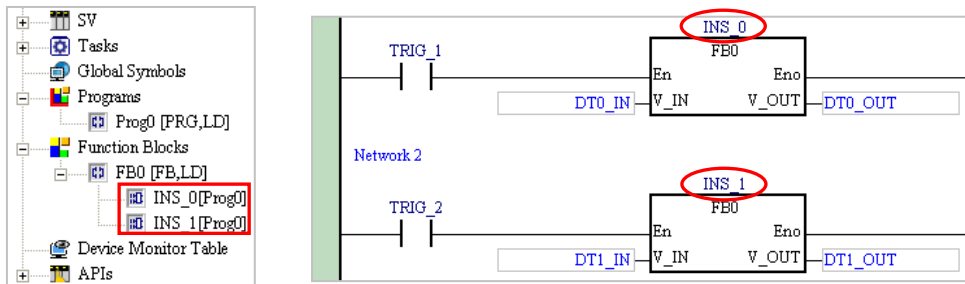 SV
Tasks
Global Symbols
Programs
Prog0 [PRG,LD]
Function Blocks
FB0 [FB,LD]
INS_0[Prog0]
INS_1[Prog0]
Device Monitor Table
APIs
INS_0
TRIG_1
FB0
En Eno
DT0_IN V_IN V_OUT DT0_OUT
Network 2
INS_1
TRIG_2
FB0
En Eno
DT1_IN V_IN V_OUT DT1_OUT